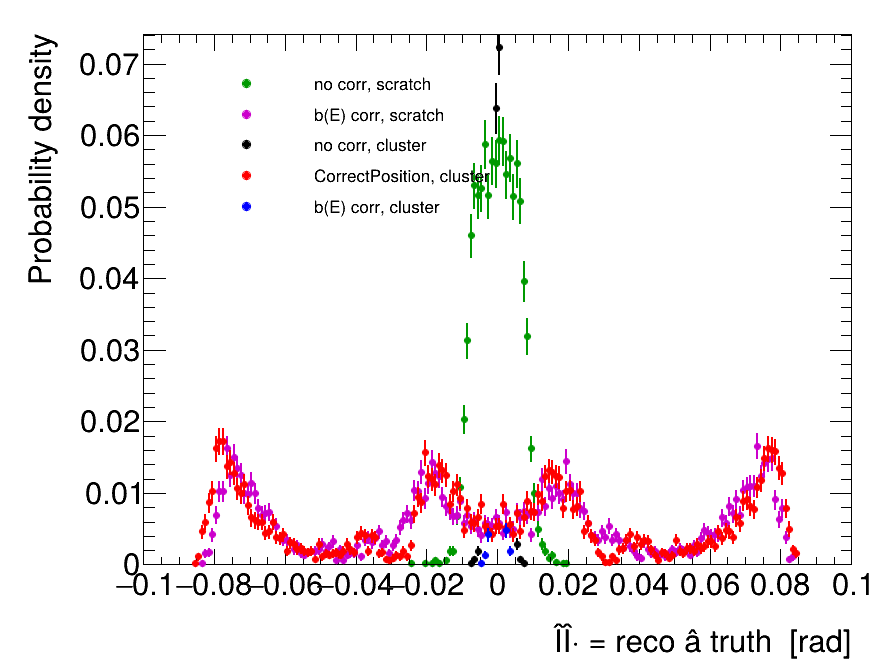 Probability density
0.07
0.06
0.05
0.04
0.03
0.02
0.01
0
no corr, scratch
b(E) corr, scratch
no corr, cluster
CorrectPosition, cluster
b(E) corr, cluster
−0.1 −0.08 −0.06 −0.04 −0.02 0 0.02 0.04 0.06 0.08 0.1
ÎÎ· = reco â truth [rad]